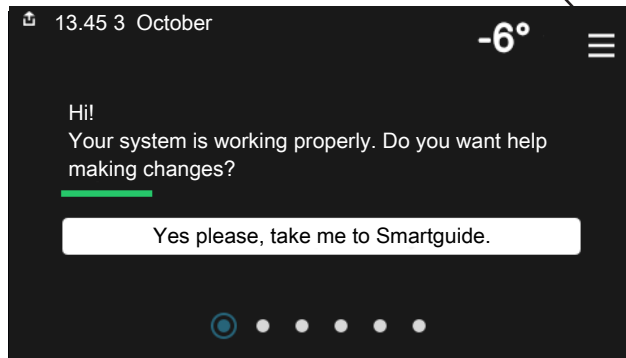 13.45 3 October
-6°
Hi!
Your system is working properly. Do you want help
making changes?
Yes please, take me to Smartguide.